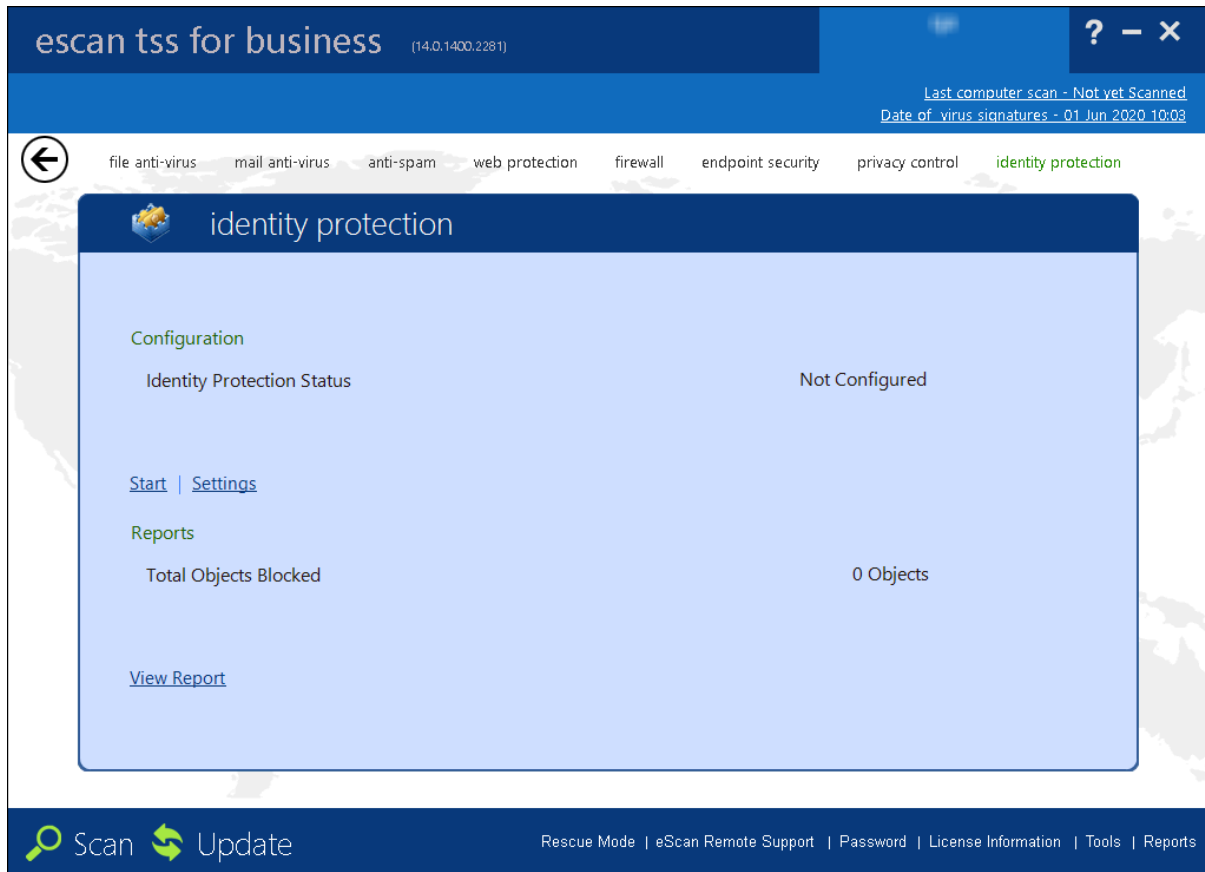 escan tss for business (14.0.1400.2281)
? – ×
Last computer scan - Not yet Scanned
Date of virus signatures - 01 Jun 2020 10:03
file anti-virus mail anti-virus anti-spam web protection firewall endpoint security privacy control identity protection
identity protection
Configuration
Identity Protection Status Not Configured
Start | Settings
Reports
Total Objects Blocked 0 Objects
View Report
Scan Update Rescue Mode | eScan Remote Support | Password | License Information | Tools | Reports